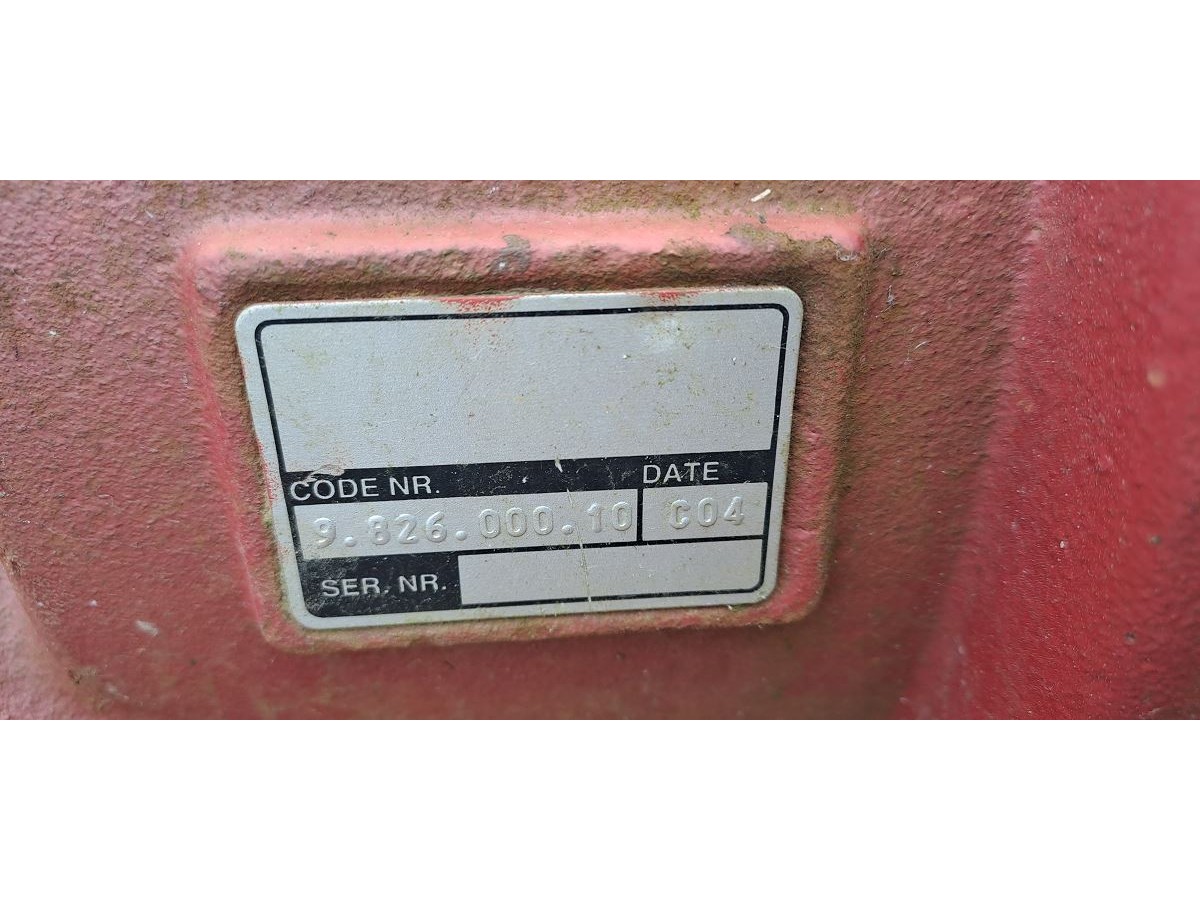 CODE NR. DATE
9.826.000.10 C04
SER. NR.